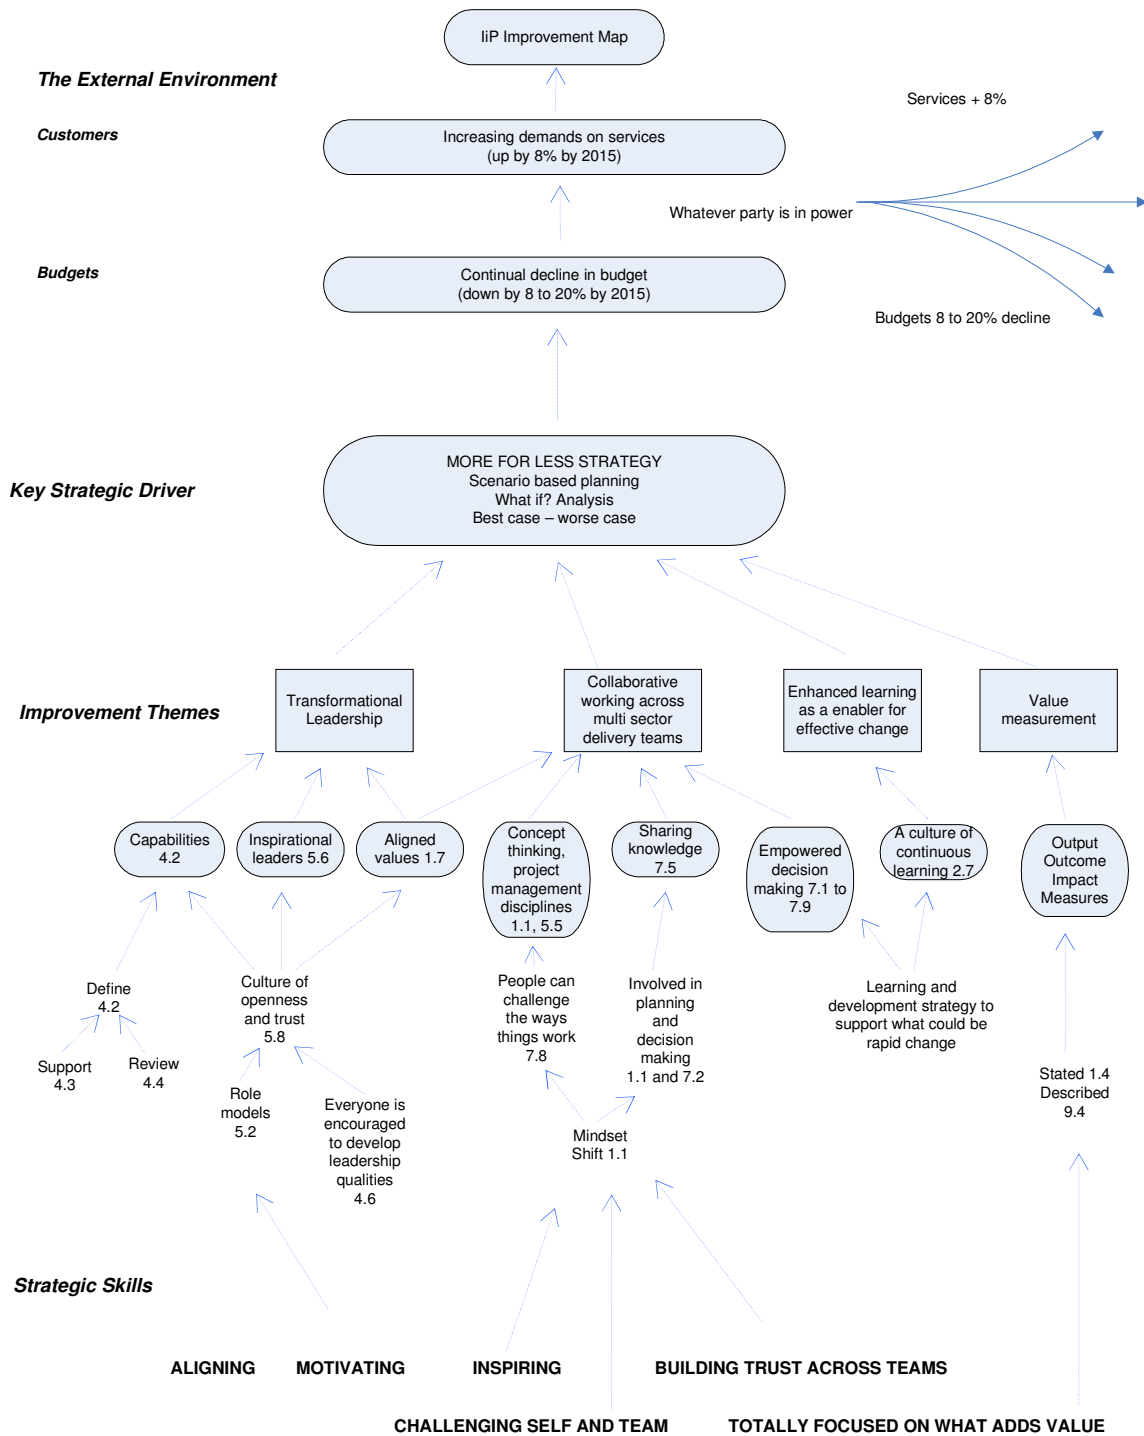 IiP Improvement Map
The External Environment
Services + 8%
Customers
Increasing demands on services
(up by 8% by 2015)
Whatever party is in power
Budgets
Continual decline in budget
(down by 8 to 20% by 2015)
Budgets 8 to 20% decline
Key Strategic Driver
MORE FOR LESS STRATEGY
Scenario based planning
What if? Analysis
Best case – worse case
Improvement Themes
Transformational
Leadership
Collaborative
working across
multi sector
delivery teams
Enhanced learning
as a enabler for
effective change
Value
measurement
Capabilities
4.2
Inspirational
leaders 5.6
Aligned
values 1.7
Concept
thinking,
project
management
disciplines
1.1, 5.5
Sharing
knowledge
7.5
Empowered
decision
making 7.1 to
7.9
A culture of
continuous
learning 2.7
Output
Outcome
Impact
Measures
Define
4.2
Culture of
openness
and trust
5.8
People can
challenge
the ways
things work
7.8
Involved in
planning
and
decision
making
1.1 and 7.2
Learning and
development strategy to
support what could be
rapid change
Support
4.3
Review
4.4
Stated 1.4
Described
9.4
Role
models
5.2
Everyone is
encouraged
to develop
leadership
qualities
4.6
Mindset
Shift 1.1
Strategic Skills
ALIGNING
MOTIVATING
INSPIRING
BUILDING TRUST ACROSS TEAMS
CHALLENGING SELF AND TEAM
TOTALLY FOCUSED ON WHAT ADDS VALUE